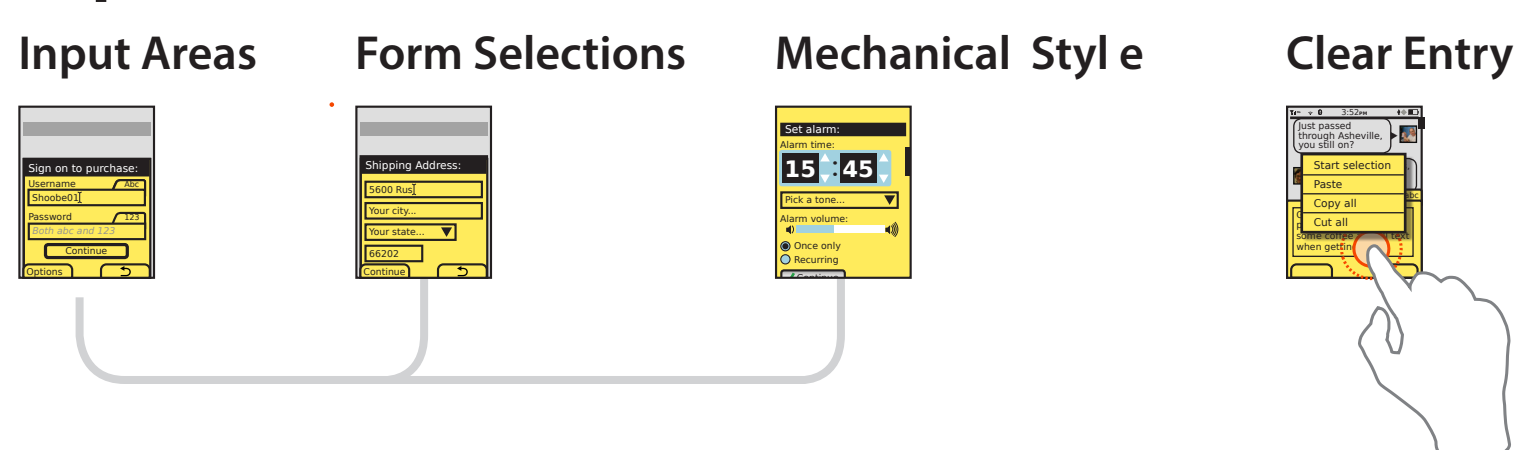 Input Areas
Form Selections
Mechanical Styl e
Clear Entry
Sign on to purchase:
Username
Abc
Shoobe01
Password
123
Both abc and 123
Continue
Options
Shipping Address:
5600 Rus
Your city...
Your state...
66202
Continue
Set alarm:
Alarm time:
15 : 45
Pick a tone...
Alarm volume:
Once only
Recurring
Continue
3:52PM
Just passed
through Asheville,
you still on?
Start selection
Paste
Copy all
Cut all
abc
some coffee text
when gettin